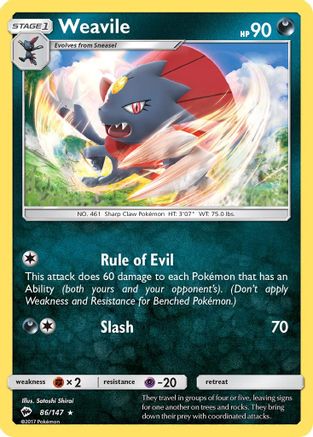 STAGE 1
Weavile
HP 90
Evolves from Sneasel
NO. 461 Sharp Claw Pokémon HT: 3'07" WT: 75.0 lbs.
Rule of Evil
This attack does 60 damage to each Pokémon that has an
Ability (both yours and your opponent's). (Don't apply
Weakness and Resistance for Benched Pokémon.)
Slash 70
weakness × 2 resistance -20 retreat
Illus. Satoshi Shirai
86/147 ★
©2017 Pokémon
They travel in groups of four or five, leaving signs
for one another on trees and rocks. They bring
down their prey with coordinated attacks.